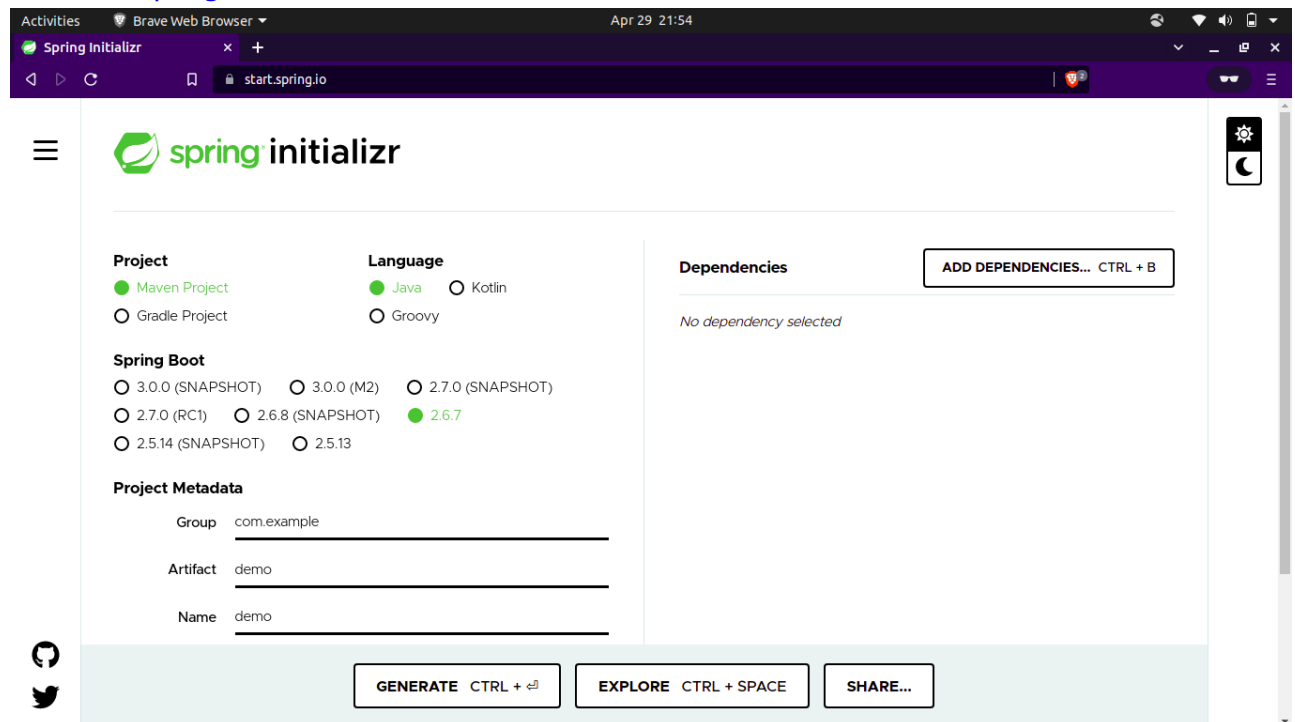 Activities Brave Web Browser Apr 29 21:54
Spring Initializr × +
start.spring.io 2
spring initializr
Project Language
Maven Project Java Kotlin
Gradle Project Groovy
Dependencies ADD DEPENDENCIES... CTRL + B
No dependency selected
Spring Boot
3.0.0 (SNAPSHOT) 3.0.0 (M2) 2.7.0 (SNAPSHOT)
2.7.0 (RC1) 2.6.8 (SNAPSHOT) 2.6.7
2.5.14 (SNAPSHOT) 2.5.13
Project Metadata
Group com.example
Artifact demo
Name demo
GENERATE CTRL + ⏎ EXPLORE CTRL + SPACE SHARE...